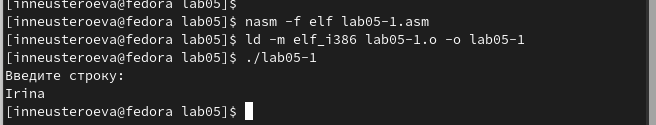 [inneusteroeva@fedora lab05]$
[inneusteroeva@fedora lab05]$ nasm -f elf lab05-1.asm
[inneusteroeva@fedora lab05]$ ld -m elf_i386 lab05-1.o -o lab05-1
[inneusteroeva@fedora lab05]$ ./lab05-1
Введите строку:
Irina
[inneusteroeva@fedora lab05]$